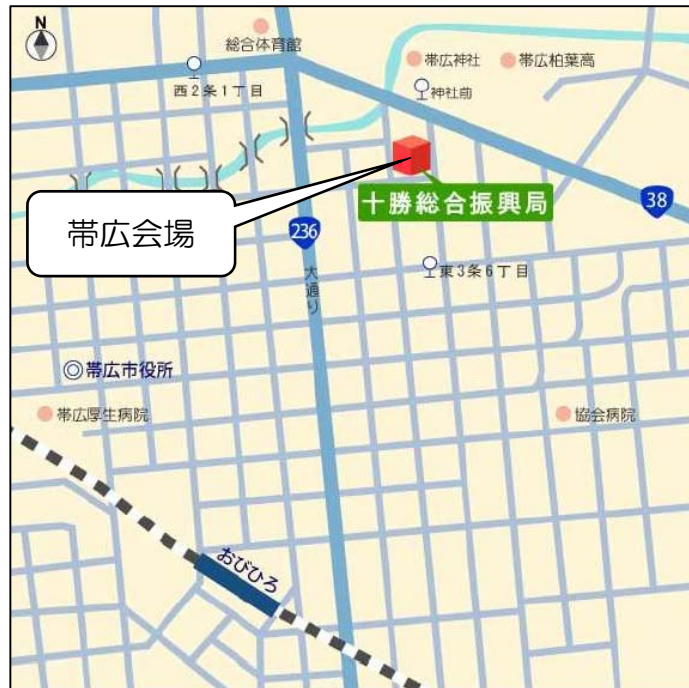 N
総合体育館
西2条1丁目
帯広神社
帯広柏葉高
神社前
十勝総合振興局
帯広会場
38
236
大通り
東3条6丁目
帯広市役所
帯広厚生病院
協会病院
おびひろ